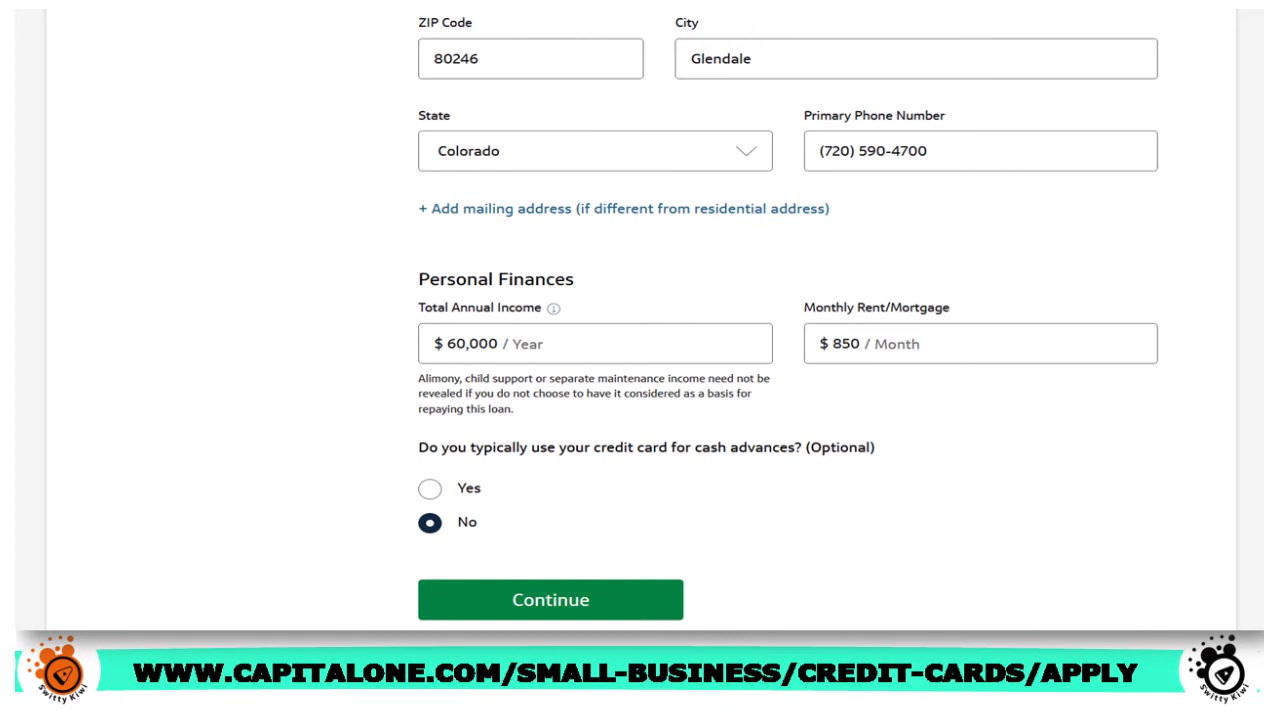 ZIP Code
City
80246
Glendale
State
Primary Phone Number
Colorado
(720) 590-4700
+ Add mailing address (if different from residential address)
Personal Finances
Total Annual Income
Monthly Rent/Mortgage
$ 60,000 / Year
$ 850 / Month
Alimony, child support or separate maintenance income need not be
revealed if you do not choose to have it considered as a basis for
repaying this loan.
Do you typically use your credit card for cash advances? (Optional)
Yes
No
Continue
WWW.CAPITALONE.COM/SMALL-BUSINESS/CREDIT-CARDS/APPLY
Switty Kiwi
Switty Kiwi